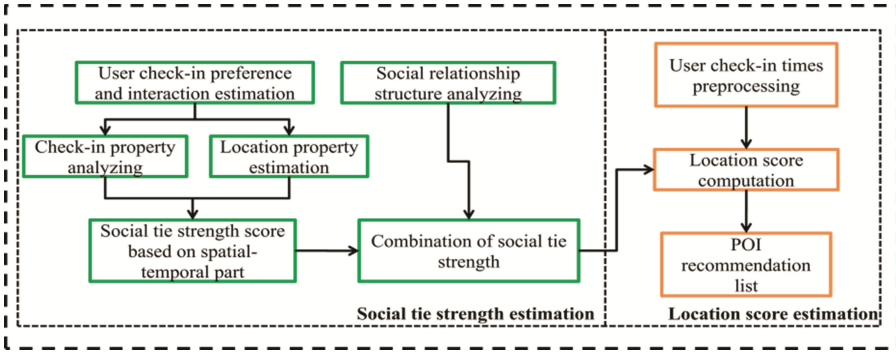 User check-in preference
and interaction estimation
Social relationship
structure analyzing
User check-in times
preprocessing
Check-in property
analyzing
Location property
estimation
Location score
computation
Social tie strength score
based on spatial-
temporal part
Combination of social tie
strength
POI
recommendation
list
Social tie strength estimation
Location score estimation